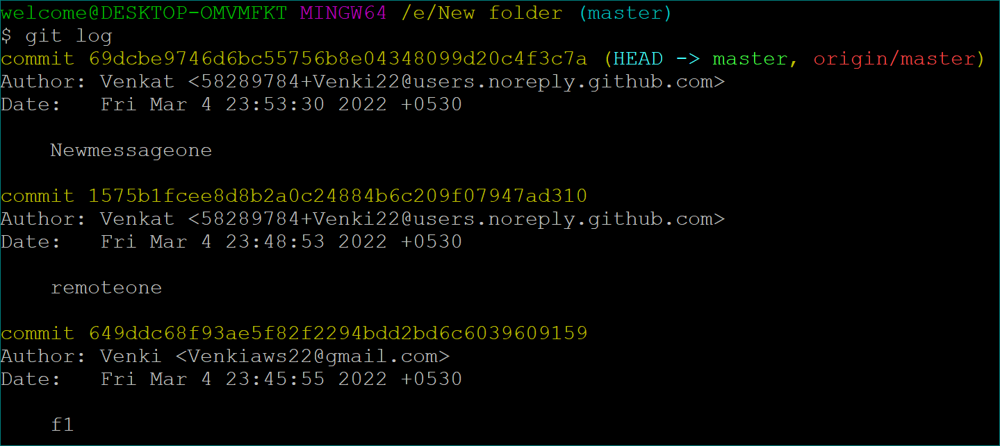 welcome@DESKTOP-OMVMFKT MINGW64 /e/New folder (master)
$ git log
commit 69dcbe9746d6bc55756b8e04348099d20c4f3c7a (HEAD -> master, origin/master)
Author: Venkat <58289784+Venki22@users.noreply.github.com>
Date:   Fri Mar 4 23:53:30 2022 +0530
Newmessageone
commit 1575b1fcee8d8b2a0c24884b6c209f07947ad310
Author: Venkat <58289784+Venki22@users.noreply.github.com>
Date:   Fri Mar 4 23:48:53 2022 +0530
remoteone
commit 649ddc68f93ae5f82f2294bdd2bd6c6039609159
Author: Venki <Venkiaws22@gmail.com>
Date:   Fri Mar 4 23:45:55 2022 +0530
f1